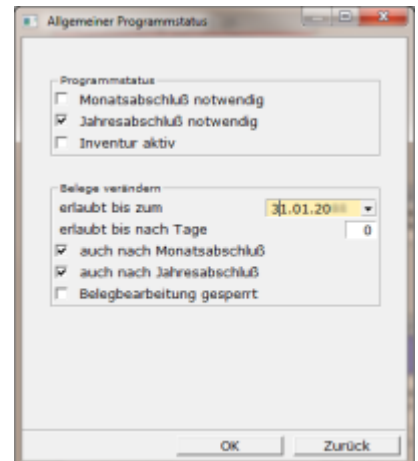 Allgemeiner Programmstatus
Programmstatus
Monatsabschluß notwendig
Jahresabschluß notwendig
Inventur aktiv
Belege verändern
erlaubt bis zum 31.01.20
erlaubt bis nach Tage 0
auch nach Monatsabschluß
auch nach Jahresabschluß
Belegbearbeitung gesperrt
OK Zurück